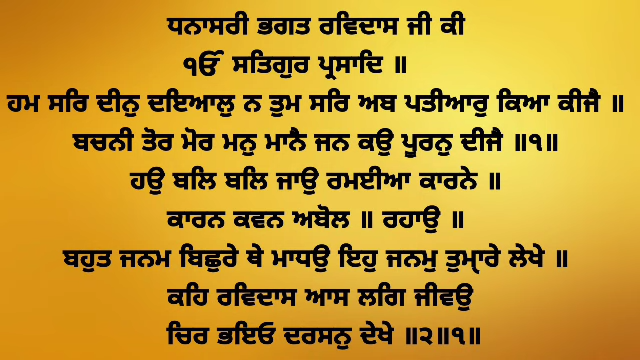 ਧਨਾਸਰੀ ਭਗਤ ਰਵਿਦਾਸ ਜੀ ਕੀ
ੴ ਸਤਿਗੁਰ ਪ੍ਰਸਾਦਿ ॥
ਹਮ ਸਰਿ ਦੀਨੁ ਦਇਆਲੁ ਨ ਤੁਮ ਸਰਿ ਅਬ ਪਤੀਆਰੁ ਕਿਆ ਕੀਜੈ ॥
ਬਚਨੀ ਤੋਰ ਮੋਰ ਮਨੁ ਮਾਨੈ ਜਨ ਕਉ ਪੂਰਨੁ ਦੀਜੈ ॥੧॥
ਹਉ ਬਲਿ ਬਲਿ ਜਾਉ ਰਮਈਆ ਕਾਰਨੇ ॥
ਕਾਰਨ ਕਵਨ ਅਬੋਲ ॥ ਰਹਾਉ ॥
ਬਹੁਤ ਜਨਮ ਬਿਛੁਰੇ ਥੇ ਮਾਧਉ ਇਹੁ ਜਨਮੁ ਤੁਮ੍ਹਾਰੇ ਲੇਖੇ ॥
ਕਹਿ ਰਵਿਦਾਸ ਆਸ ਲਗਿ ਜੀਵਉ
ਚਿਰ ਭਇਓ ਦਰਸਨੁ ਦੇਖੇ ॥੨॥੧॥